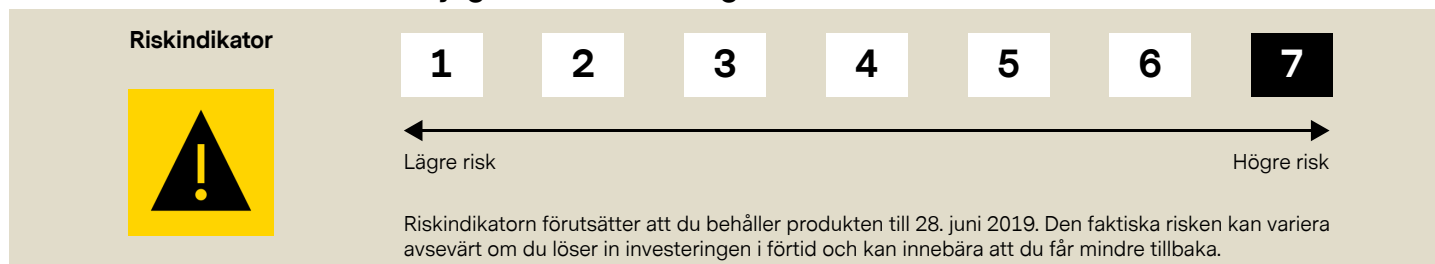 Riskindikator
1 2 3 4 5 6 7
Lägre risk Högre risk
Riskindikatorn förutsätter att du behåller produkten till 28. juni 2019. Den faktiska risken kan variera
avsevärt om du löser in investeringen i förtid och kan innebära att du får mindre tillbaka.